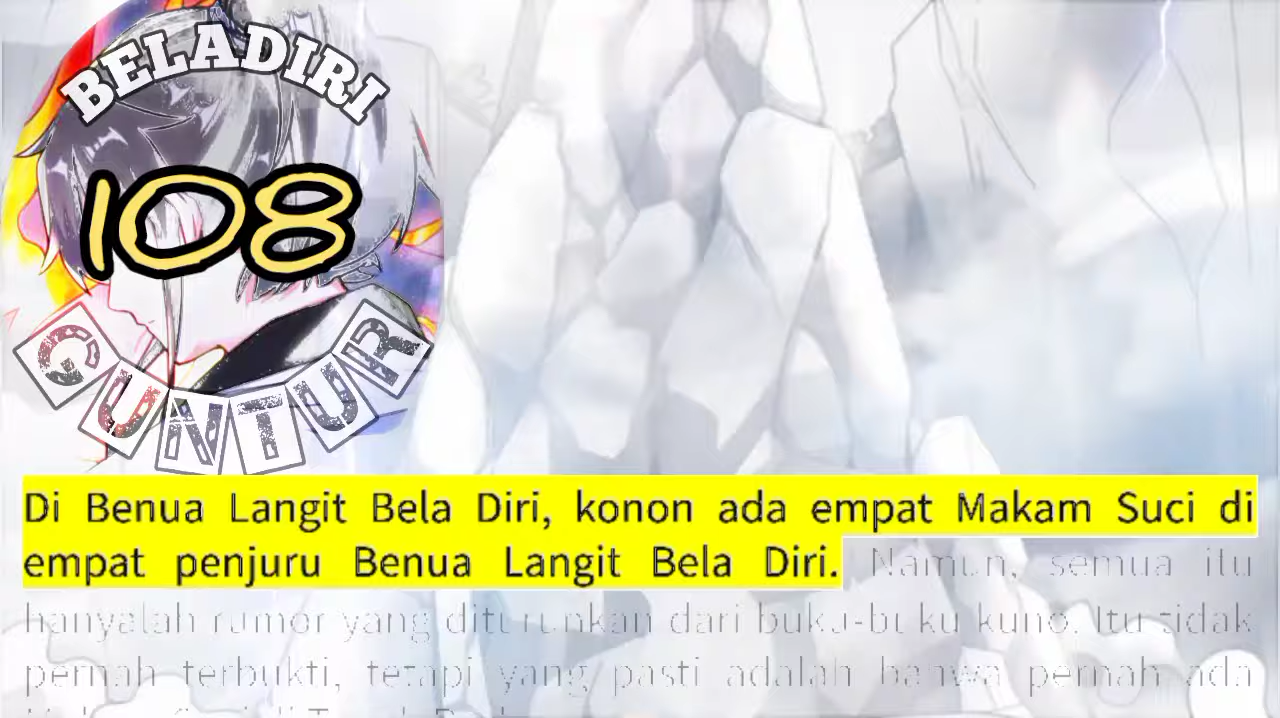 BELADIRI
108
GUNTUR
Di Benua Langit Bela Diri, konon ada empat Makam Suci di
empat penjuru Benua Langit Bela Diri. Namun, semua itu
hanyalah rumor yang diturunkan dari buku-buku kuno. Itu tidak
pernah terbukti, tetapi yang pasti adalah bahwa pernah ada